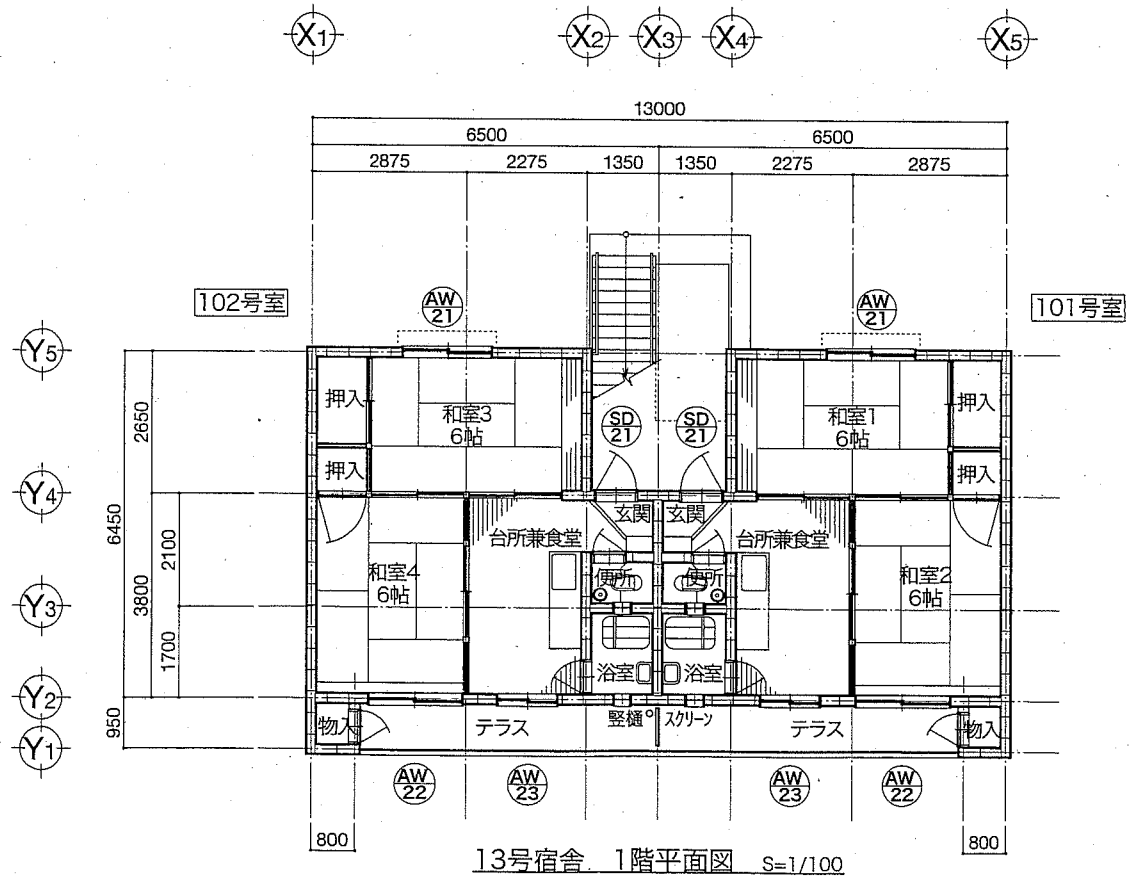 X1
X2
X3
X4
X5
13000
6500
6500
2875
2275
1350
1350
2275
2875
102号室
101号室
AW
21
AW
21
Y5
Y4
Y3
Y2
Y1
2650
6450
2100
3800
1700
950
押入
和室3
6帖
SD
21
SD
21
和室1
6帖
押入
押入
押入
玄関
玄関
台所兼食堂
台所兼食堂
和室4
6帖
便所
便所
和室2
6帖
浴室
浴室
物入
テラス
竪樋
スクリーン
テラス
物入
AW
22
AW
23
AW
23
AW
22
800
800
13号宿舎 1階平面図 S=1/100